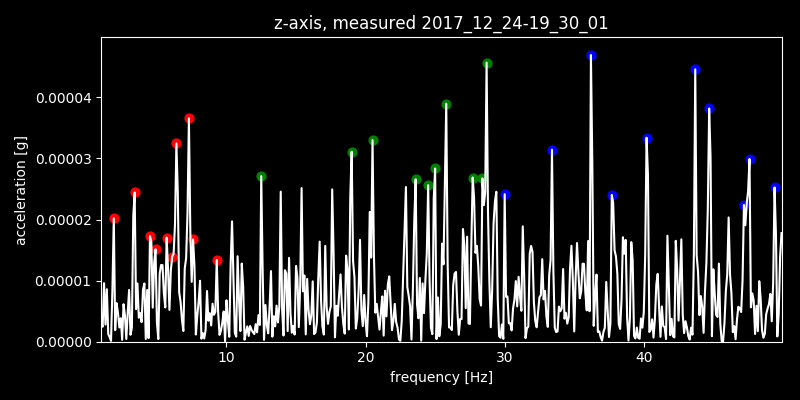 z-axis, measured 2017_12_24-19_30_01
acceleration [g]
0.00004
0.00003
0.00002
0.00001
0.00000
10 20 30 40
frequency [Hz]